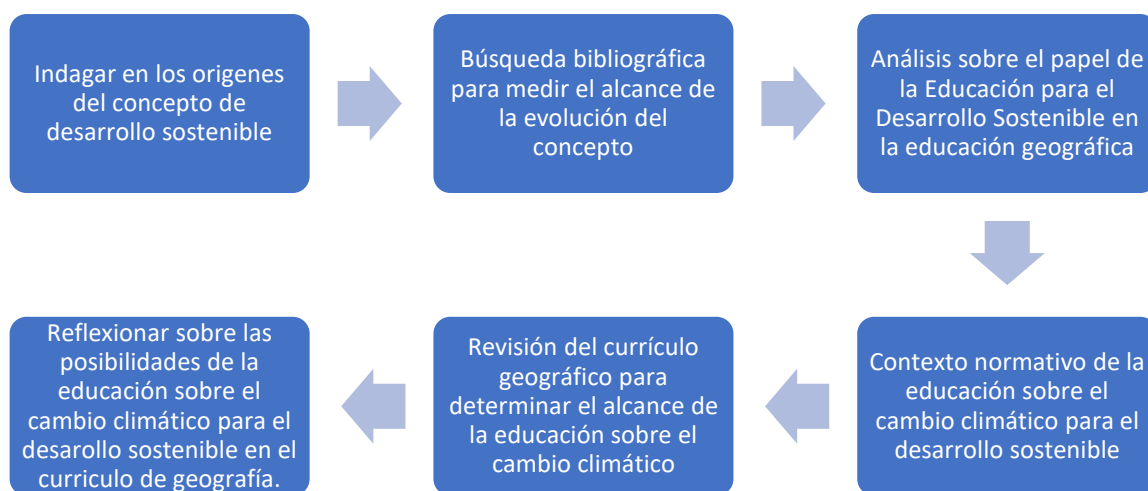 Indagar en los origenes
del concepto de
desarrollo sostenible
Búsqueda bibliográfica
para medir el alcance de
la evolución del
concepto
Análisis sobre el papel de
la Educación para el
Desarrollo Sostenible en
la educación geográfica
Contexto normativo de la
educación sobre el
cambio climático para el
desarrollo sostenible
Revisión del currículo
geográfico para
determinar el alcance de
la educación sobre el
cambio climático
Reflexionar sobre las
posibilidades de la
educación sobre el
cambio climático para el
desarollo sostenible en el
curriculo de geografía.